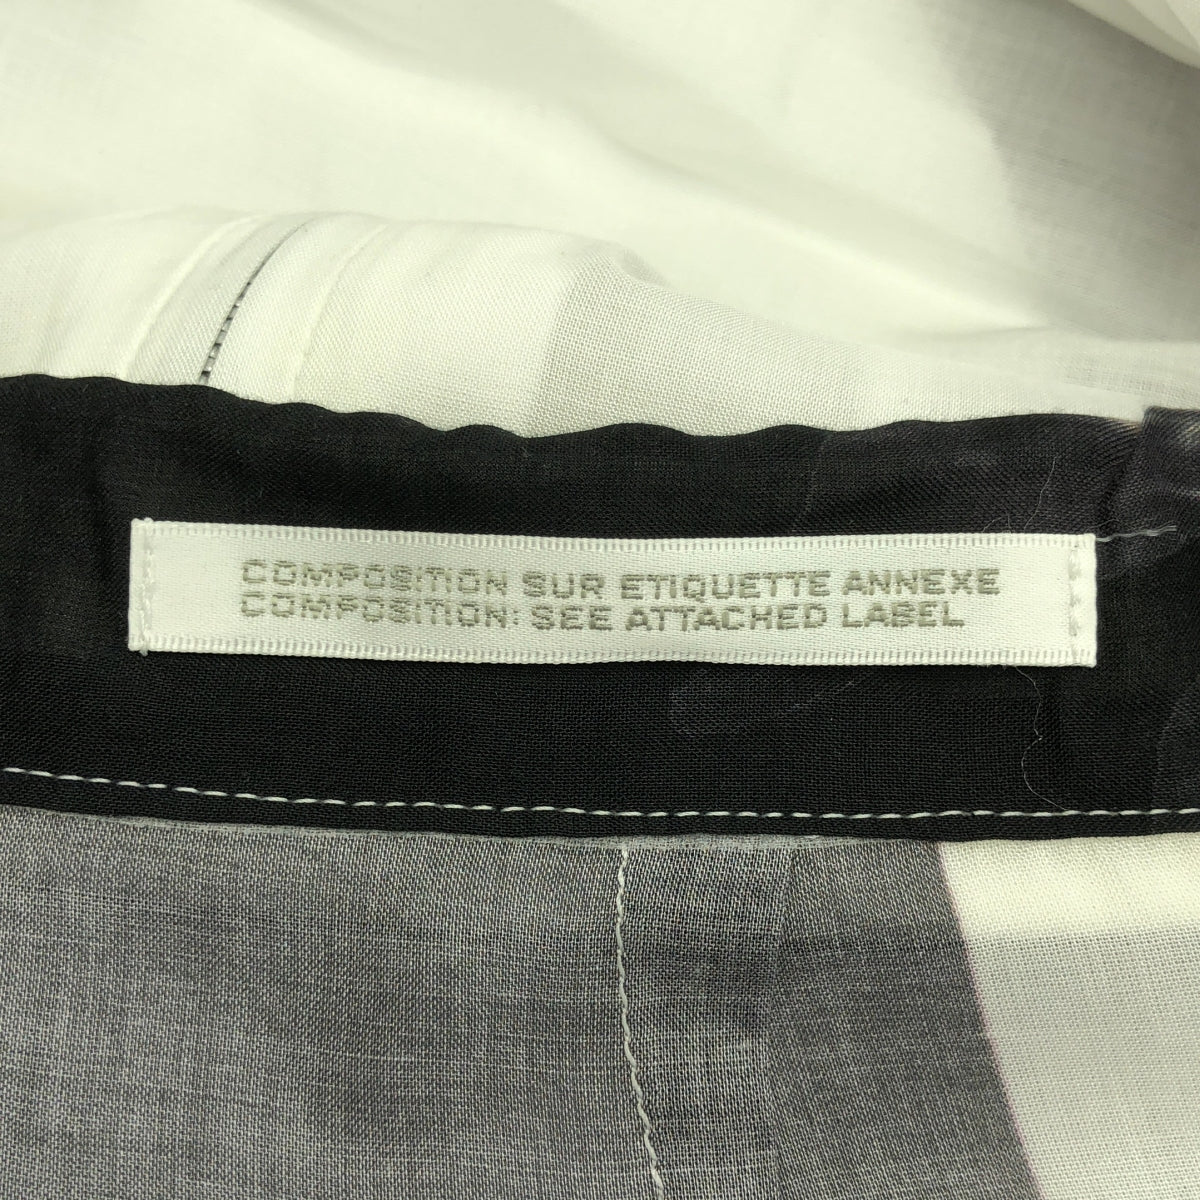 COMPOSITION SUR ETIQUETTE ANNEXE
COMPOSITION: SEE ATTACHED LABEL